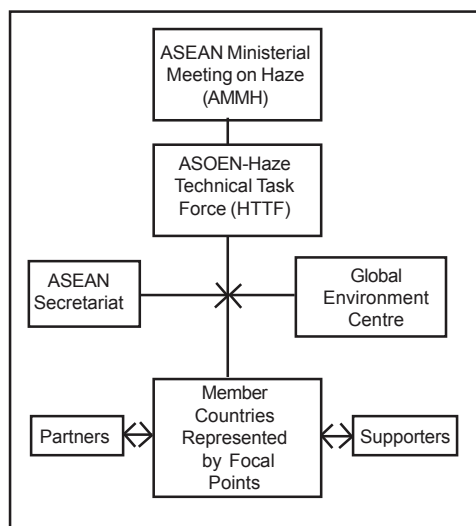 ASEAN Ministerial
Meeting on Haze
(AMMH)
ASOEN-Haze
Technical Task
Force (HTTF)
ASEAN
Secretariat
Global
Environment
Centre
Member
Countries
Represented
by Focal
Points
Partners
Supporters